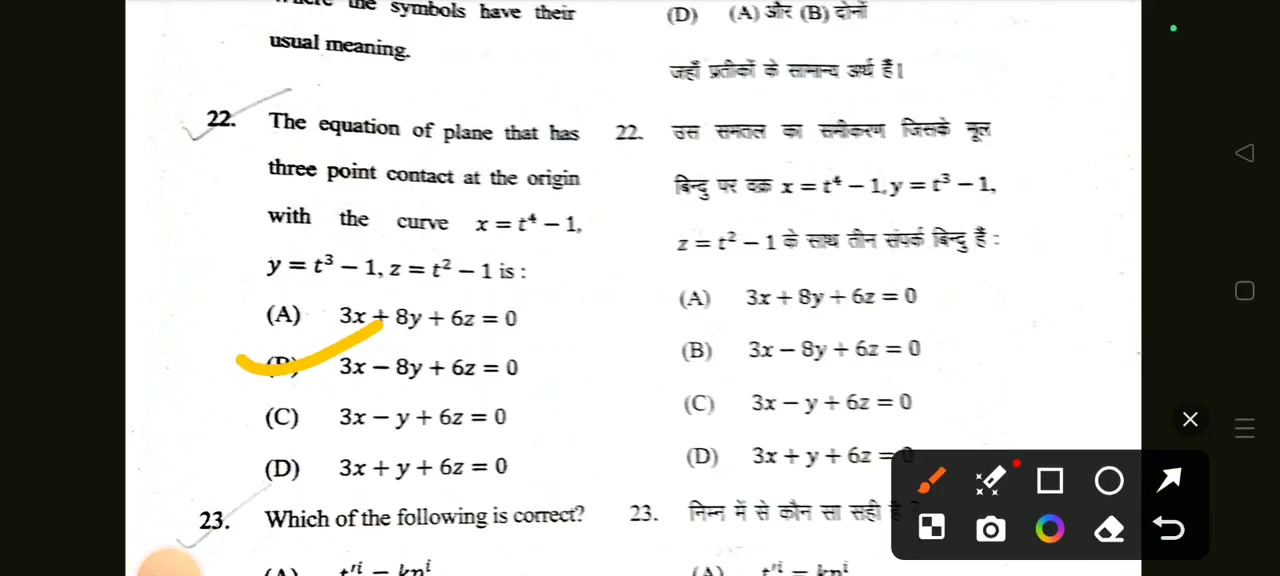 the symbols have their
usual meaning.
(D) (A) और (B) दोनों
जहाँ प्रतीकों के सामान्य अर्थ हैं।
22. The equation of plane that has
three point contact at the origin
with the curve x = t⁴ − 1,
y = t³ − 1, z = t² − 1 is :
(A) 3x + 8y + 6z = 0
(B) 3x − 8y + 6z = 0
(C) 3x − y + 6z = 0
(D) 3x + y + 6z = 0
23. Which of the following is correct?
(A) t'ⁱ = knⁱ
22. उस समतल का समीकरण जिसके मूल
बिन्दु पर वक्र x = t⁴ − 1, y = t³ − 1,
z = t² − 1 के साथ तीन संपर्क बिन्दु हैं :
(A) 3x + 8y + 6z = 0
(B) 3x − 8y + 6z = 0
(C) 3x − y + 6z = 0
(D) 3x + y + 6z =
23. निम्न में से कौन सा सही है ?
(A) t'ⁱ = knⁱ